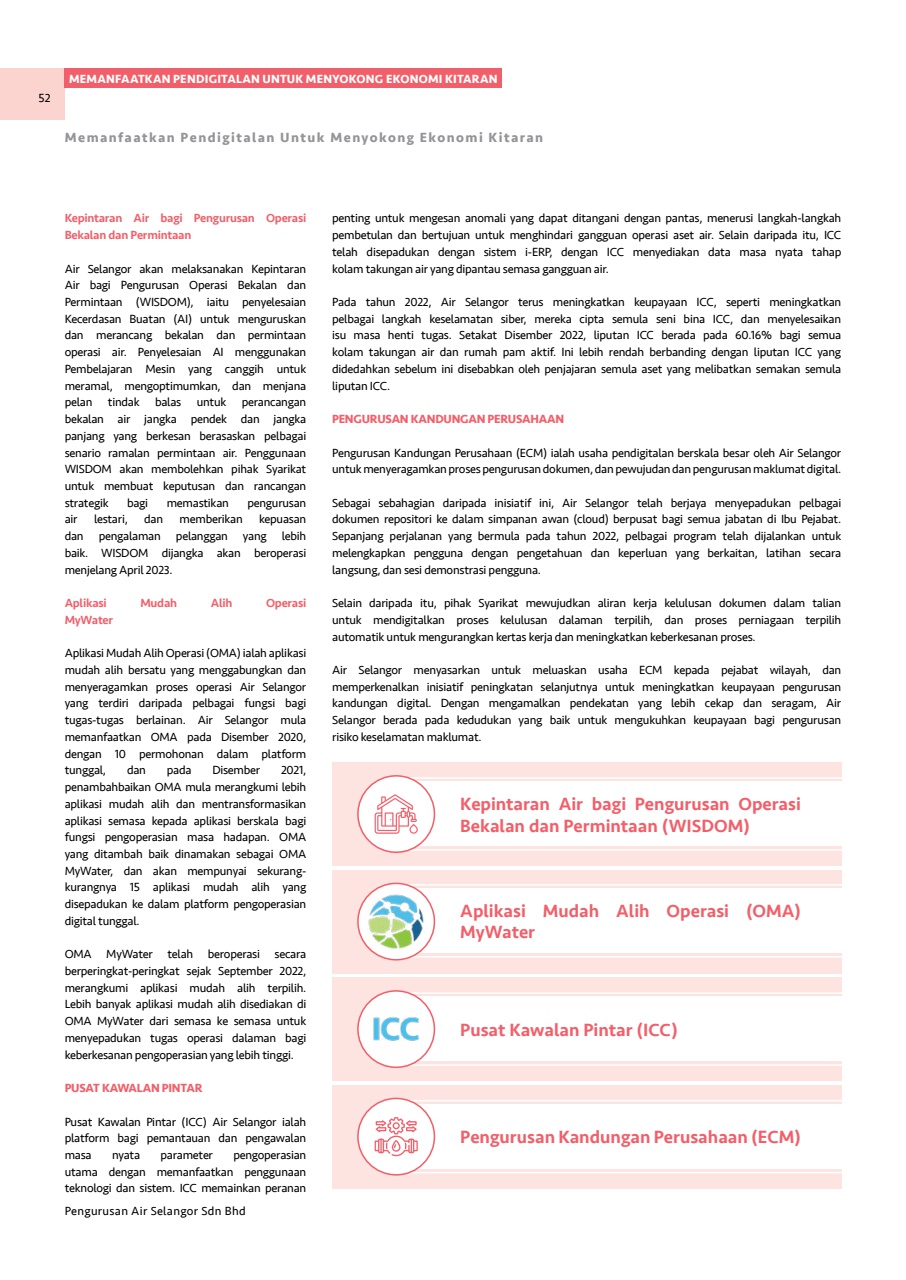 MEMANFAATKAN PENDIGITALAN UNTUK MENYOKONG EKONOMI KITARAN
52
Memanfaatkan Pendigitalan Untuk Menyokong Ekonomi Kitaran
Kepintaran Air bagi Pengurusan Operasi
Bekalan dan Permintaan
Air Selangor akan melaksanakan Kepintaran
Air bagi Pengurusan Operasi Bekalan dan
Permintaan (WISDOM), iaitu penyelesaian
Kecerdasan Buatan (AI) untuk menguruskan
dan merancang bekalan dan permintaan
operasi air. Penyelesaian AI menggunakan
Pembelajaran Mesin yang canggih untuk
meramal, mengoptimumkan, dan menjana
pelan tindak balas untuk perancangan
bekalan air jangka pendek dan jangka
panjang yang berkesan berasaskan pelbagai
senario ramalan permintaan air. Penggunaan
WISDOM akan membolehkan pihak Syarikat
untuk membuat keputusan dan rancangan
strategik bagi memastikan pengurusan
air lestari, dan memberikan kepuasan
dan pengalaman pelanggan yang lebih
baik. WISDOM dijangka akan beroperasi
menjelang April 2023.
Aplikasi Mudah Alih Operasi
MyWater
Aplikasi Mudah Alih Operasi (OMA) ialah aplikasi
mudah alih bersatu yang menggabungkan dan
menyeragamkan proses operasi Air Selangor
yang terdiri daripada pelbagai fungsi bagi
tugas-tugas berlainan. Air Selangor mula
memanfaatkan OMA pada Disember 2020,
dengan 10 permohonan dalam platform
tunggal, dan pada Disember 2021,
penambahbaikan OMA mula merangkumi lebih
aplikasi mudah alih dan mentransformasikan
aplikasi semasa kepada aplikasi berskala bagi
fungsi pengoperasian masa hadapan. OMA
yang ditambah baik dinamakan sebagai OMA
MyWater, dan akan mempunyai sekurang-
kurangnya 15 aplikasi mudah alih yang
disepadukan ke dalam platform pengoperasian
digital tunggal.
OMA MyWater telah beroperasi secara
berperingkat-peringkat sejak September 2022,
merangkumi aplikasi mudah alih terpilih.
Lebih banyak aplikasi mudah alih disediakan di
OMA MyWater dari semasa ke semasa untuk
menyepadukan tugas operasi dalaman bagi
keberkesanan pengoperasian yang lebih tinggi.
PUSAT KAWALAN PINTAR
Pusat Kawalan Pintar (ICC) Air Selangor ialah
platform bagi pemantauan dan pengawalan
masa nyata parameter pengoperasian
utama dengan memanfaatkan penggunaan
teknologi dan sistem. ICC memainkan peranan
penting untuk mengesan anomali yang dapat ditangani dengan pantas, menerusi langkah-langkah
pembetulan dan bertujuan untuk menghindari gangguan operasi aset air. Selain daripada itu, ICC
telah disepadukan dengan sistem i-ERP, dengan ICC menyediakan data masa nyata tahap
kolam takungan air yang dipantau semasa gangguan air.
Pada tahun 2022, Air Selangor terus meningkatkan keupayaan ICC, seperti meningkatkan
pelbagai langkah keselamatan siber, mereka cipta semula seni bina ICC, dan menyelesaikan
isu masa henti tugas. Setakat Disember 2022, liputan ICC berada pada 60.16% bagi semua
kolam takungan air dan rumah pam aktif. Ini lebih rendah berbanding dengan liputan ICC yang
didedahkan sebelum ini disebabkan oleh penjajaran semula aset yang melibatkan semakan semula
liputan ICC.
PENGURUSAN KANDUNGAN PERUSAHAAN
Pengurusan Kandungan Perusahaan (ECM) ialah usaha pendigitalan berskala besar oleh Air Selangor
untuk menyeragamkan proses pengurusan dokumen, dan pewujudan dan pengurusan maklumat digital.
Sebagai sebahagian daripada inisiatif ini, Air Selangor telah berjaya menyepadukan pelbagai
dokumen repositori ke dalam simpanan awan (cloud) berpusat bagi semua jabatan di Ibu Pejabat.
Sepanjang perjalanan yang bermula pada tahun 2022, pelbagai program telah dijalankan untuk
melengkapkan pengguna dengan pengetahuan dan keperluan yang berkaitan, latihan secara
langsung, dan sesi demonstrasi pengguna.
Selain daripada itu, pihak Syarikat mewujudkan aliran kerja kelulusan dokumen dalam talian
untuk mendigitalkan proses kelulusan dalaman terpilih, dan proses perniagaan terpilih
automatik untuk mengurangkan kertas kerja dan meningkatkan keberkesanan proses.
Air Selangor menyasarkan untuk meluaskan usaha ECM kepada pejabat wilayah, dan
memperkenalkan inisiatif peningkatan selanjutnya untuk meningkatkan keupayaan pengurusan
kandungan digital. Dengan mengamalkan pendekatan yang lebih cekap dan seragam, Air
Selangor berada pada kedudukan yang baik untuk mengukuhkan keupayaan bagi pengurusan
risiko keselamatan maklumat.
Kepintaran Air bagi Pengurusan Operasi
Bekalan dan Permintaan (WISDOM)
Aplikasi Mudah Alih Operasi (OMA)
MyWater
ICC
Pusat Kawalan Pintar (ICC)
Pengurusan Kandungan Perusahaan (ECM)
Pengurusan Air Selangor Sdn Bhd